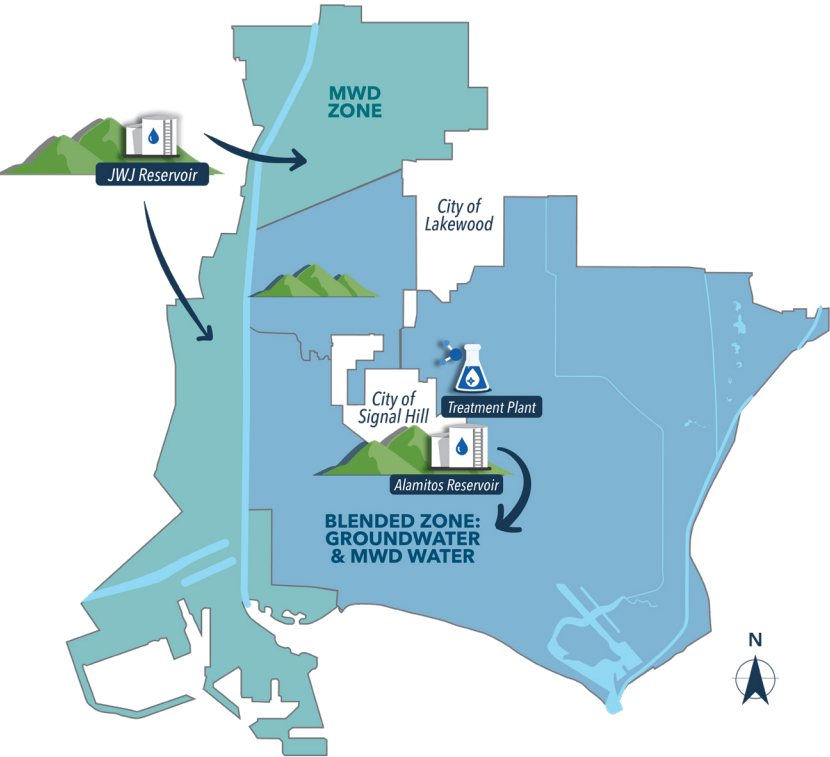 MWD
ZONE
JWJ Reservoir
City of
Lakewood
City of
Signal Hill
Treatment Plant
Alamitos Reservoir
BLENDED ZONE:
GROUNDWATER
& MWD WATER
N